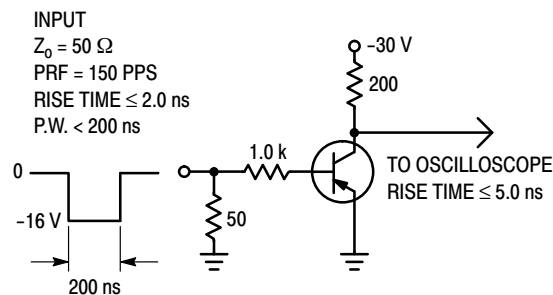 INPUT
Zo = 50 Ω
PRF = 150 PPS
RISE TIME ≤ 2.0 ns
P.W. < 200 ns
−30 V
200
1.0 k
TO OSCILLOSCOPE
RISE TIME ≤ 5.0 ns
0
50
−16 V
200 ns